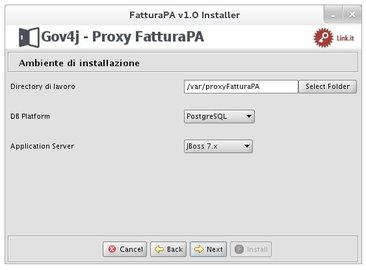 FatturaPA v1.0 Installer
Gov4j - Proxy FatturaPA
Link.it
Ambiente di installazione
Directory di lavoro /var/proxyFatturaPA Select Folder
DB Platform PostgreSQL
Application Server JBoss 7.x
Cancel Back Next Install